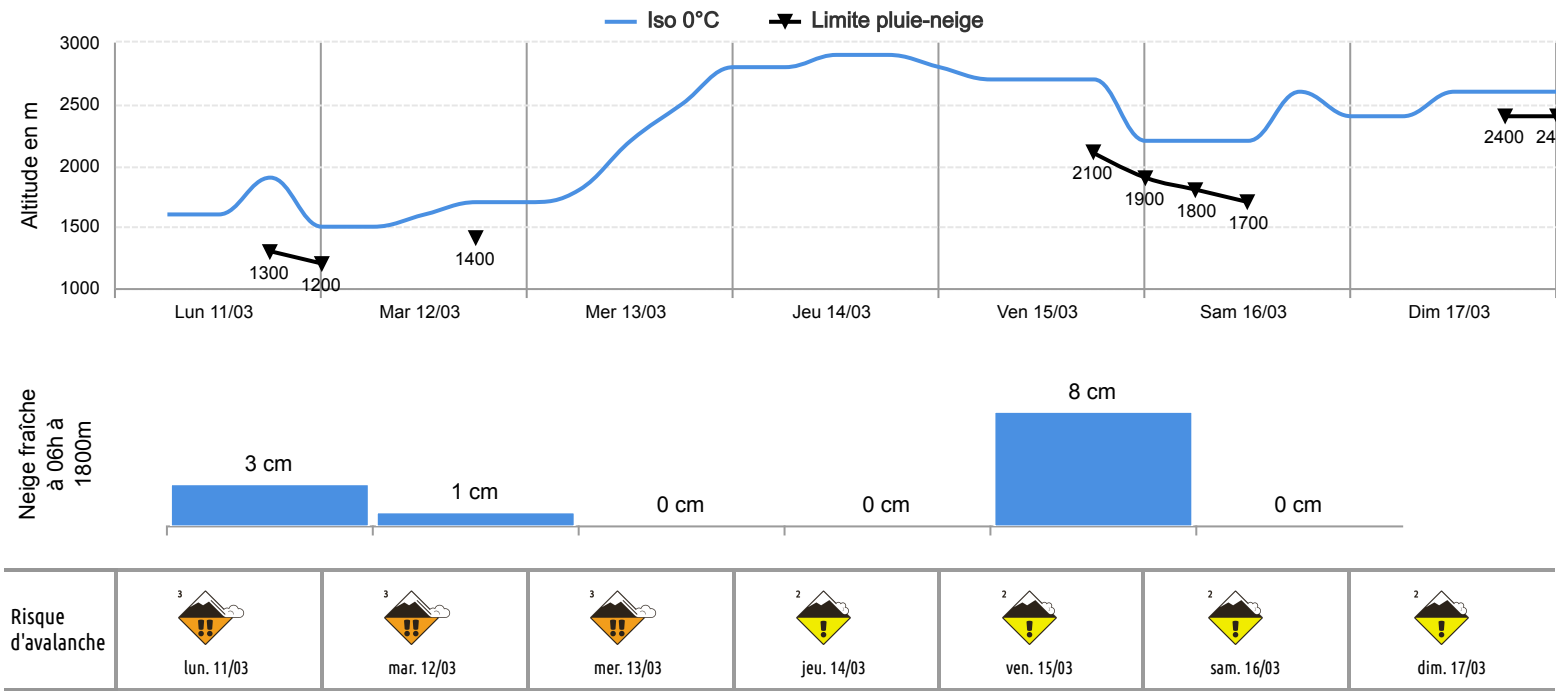 Iso 0°C Limite pluie-neige
3000
2500
2000
1500
1000
Altitude en m
1300
1200
1400
2100
1900
1800
1700
2400
24
Lun 11/03 Mar 12/03 Mer 13/03 Jeu 14/03 Ven 15/03 Sam 16/03 Dim 17/03
Neige fraîche
à 06h à
1800m
3 cm 1 cm 0 cm 0 cm 8 cm 0 cm
Risque
d'avalanche
3 3 3 2 2 2 2
!! !! !! ! ! ! !
lun. 11/03 mar. 12/03 mer. 13/03 jeu. 14/03 ven. 15/03 sam. 16/03 dim. 17/03